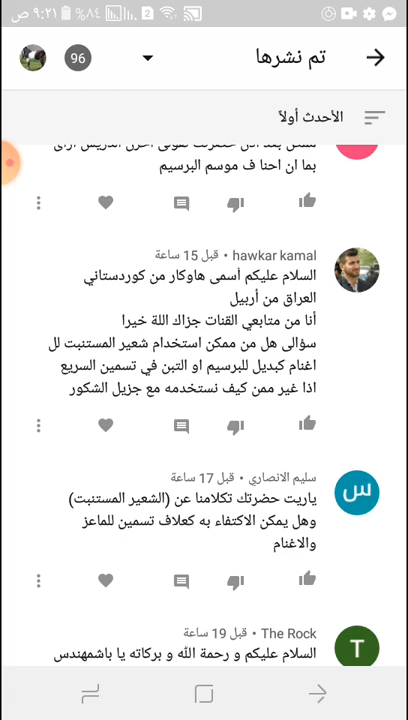 ٩:٢١ ص ٨٤%
تم نشرها
96
الأحدث أولاً
بما ان احنا ف موسم البرسيم
hawkar kamal • قبل 15 ساعة
السلام عليكم أسمى هاوكار من كوردستاني
العراق من أربيل
أنا من متابعي القنات جزاك اللة خيرا
سؤالى هل من ممكن استخدام شعير المستنبت لل
اغنام كبديل للبرسيم او التبن في تسمين السريع
اذا غير ممن كيف نستخدمه مع جزيل الشكور
سليم الانصاري • قبل 17 ساعة
ياريت حضرتك تكلامنا عن (الشعير المستنبت)
وهل يمكن الاكتفاء به كعلاف تسمين للماعز
والاغنام
The Rock • قبل 19 ساعة
السلام عليكم و رحمة الله و بركاته يا باشمهندس
س
T